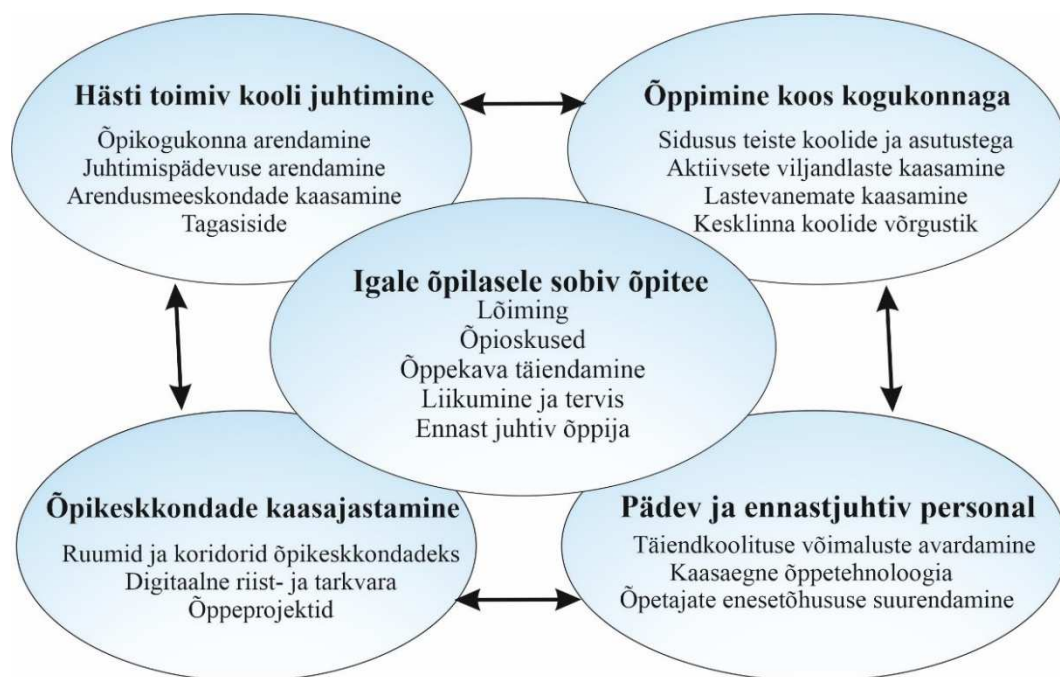 Hästi toimiv kooli juhtimine
Õpikogukonna arendamine
Juhtimispädevuse arendamine
Arendusmeeskondade kaasamine
Tagasiside
Õppimine koos kogukonnaga
Sidusus teiste koolide ja asutustega
Aktiivsete viljandlaste kaasamine
Lastevanemate kaasamine
Kesklinna koolide võrgustik
Igale õpilasele sobiv õpitee
Lõiming
Õpioskused
Õppekava täiendamine
Liikumine ja tervis
Ennast juhtiv õppija
Õpikeskkondade kaasajastamine
Ruumid ja koridorid õpikeskkondadeks
Digitaalne riist- ja tarkvara
Õppeprojektid
Pädev ja ennastjuhtiv personal
Täiendkoolituse võimaluste avardamine
Kaasaegne õppetehnoloogia
Õpetajate enesetõhususe suurendamine